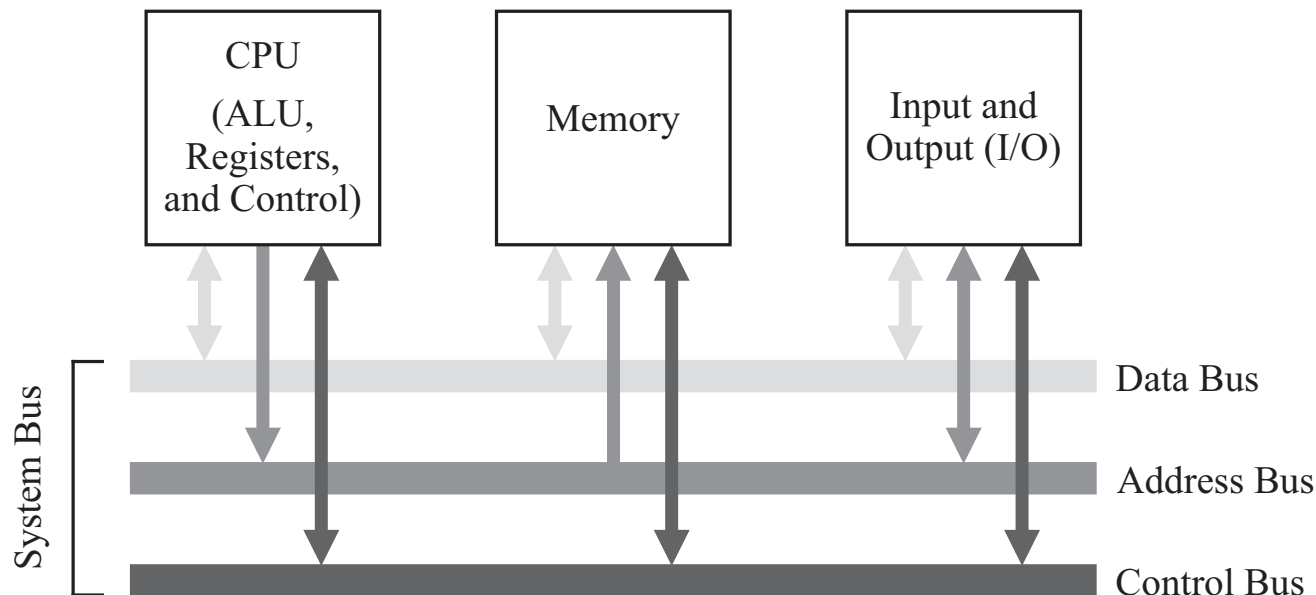 CPU
(ALU,
Registers,
and Control)
Memory
Input and
Output (I/O)
Data Bus
Address Bus
Control Bus
System Bus